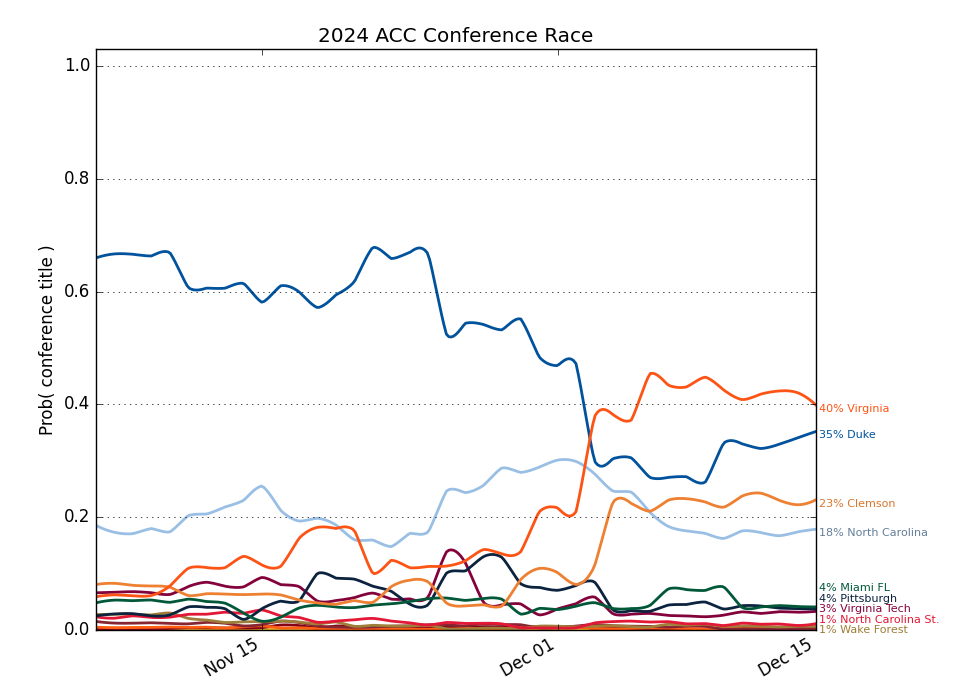 2024 ACC Conference Race
Prob( conference title )
1.0
0.8
0.6
0.4
0.2
0.0
Nov 15
Dec 01
Dec 15
40% Virginia
35% Duke
23% Clemson
18% North Carolina
4% Miami FL
4% Pittsburgh
3% Virginia Tech
1% North Carolina St.
1% Wake Forest